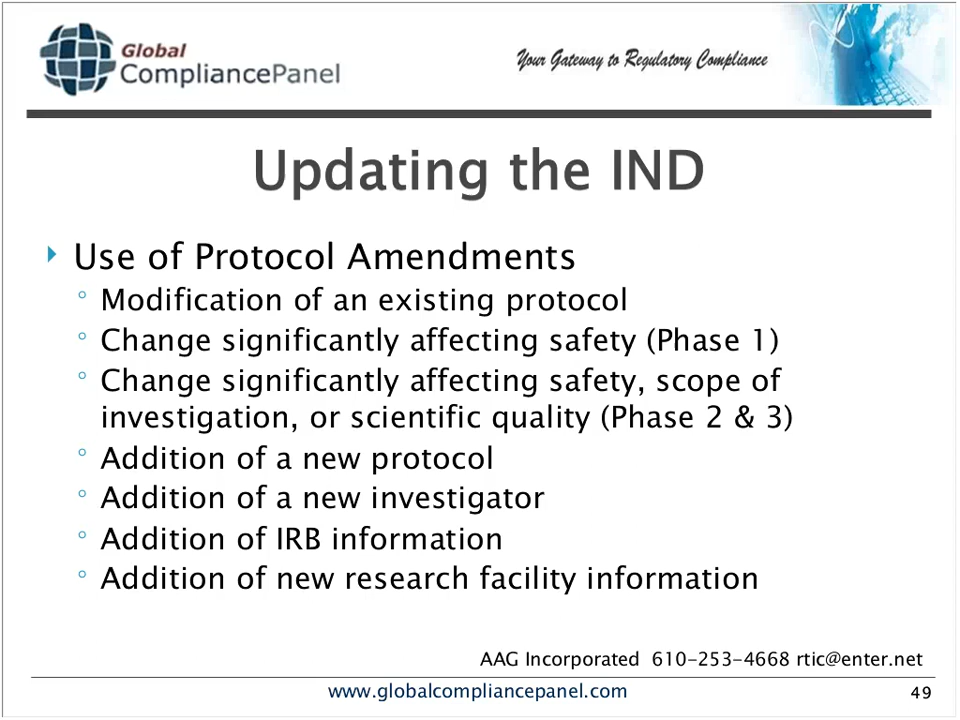 Global
CompliancePanel
Your Gateway to Regulatory Compliance
Updating the IND
Use of Protocol Amendments
Modification of an existing protocol
Change significantly affecting safety (Phase 1)
Change significantly affecting safety, scope of
investigation, or scientific quality (Phase 2 & 3)
Addition of a new protocol
Addition of a new investigator
Addition of IRB information
Addition of new research facility information
AAG Incorporated 610-253-4668 rtic@enter.net
www.globalcompliancepanel.com
49